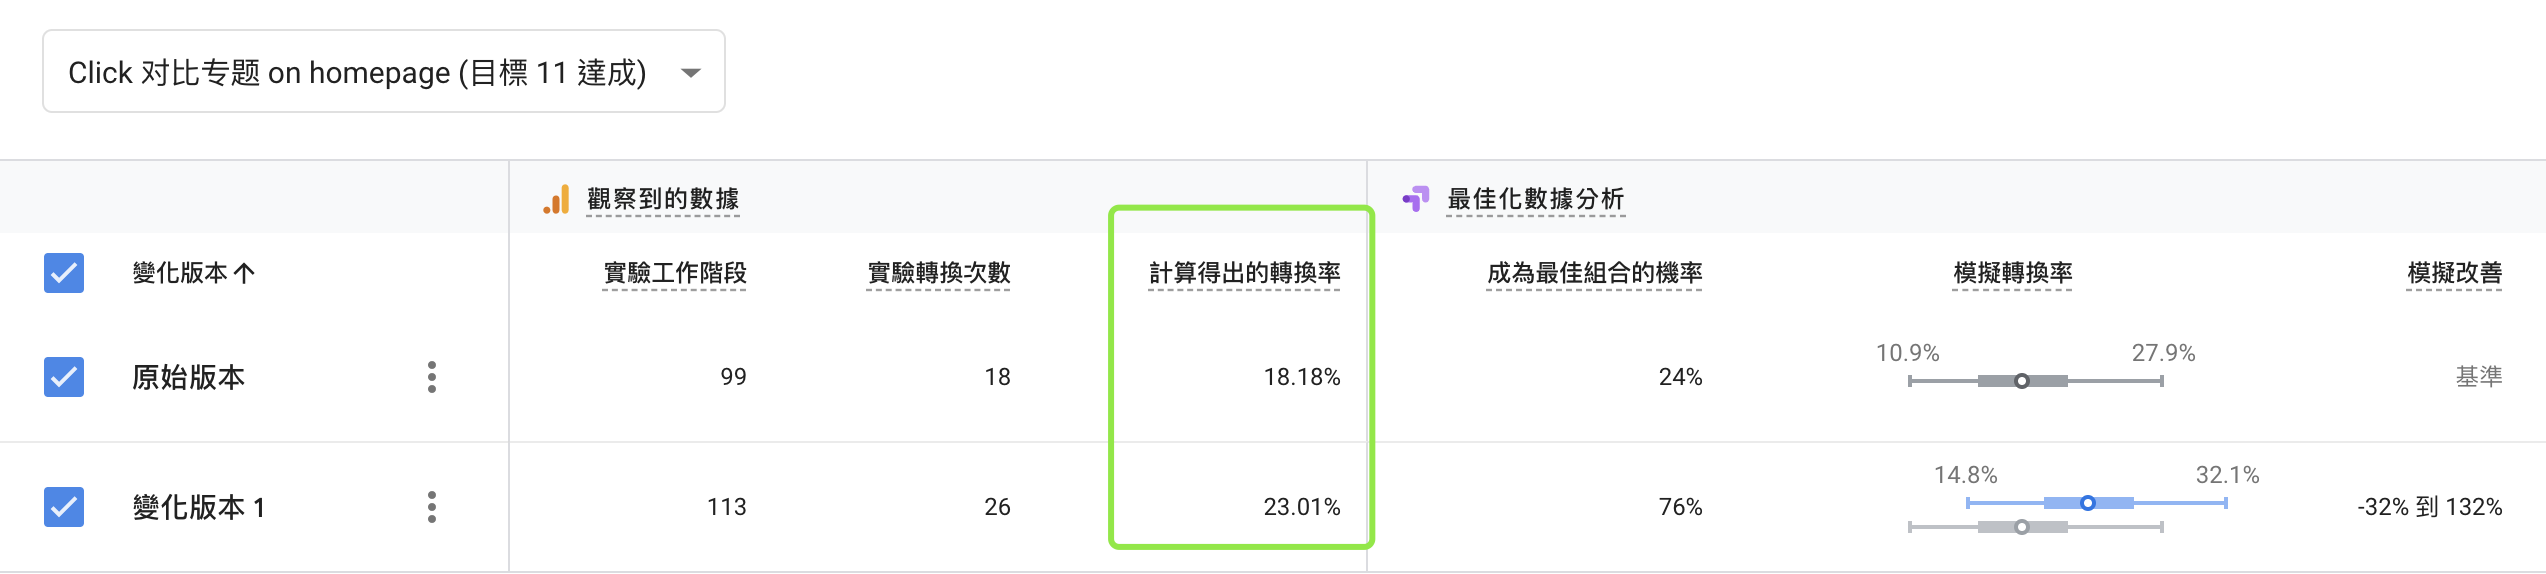 Click 对比专题 on homepage (目標 11 達成)
觀察到的數據 最佳化數據分析
變化版本 實驗工作階段 實驗轉換次數 計算得出的轉換率 成為最佳組合的機率 模擬轉換率 模擬改善
10.9% 27.9%
原始版本 99 18 18.18% 24% 基準
14.8% 32.1%
變化版本 1 113 26 23.01% 76% -32% 到 132%